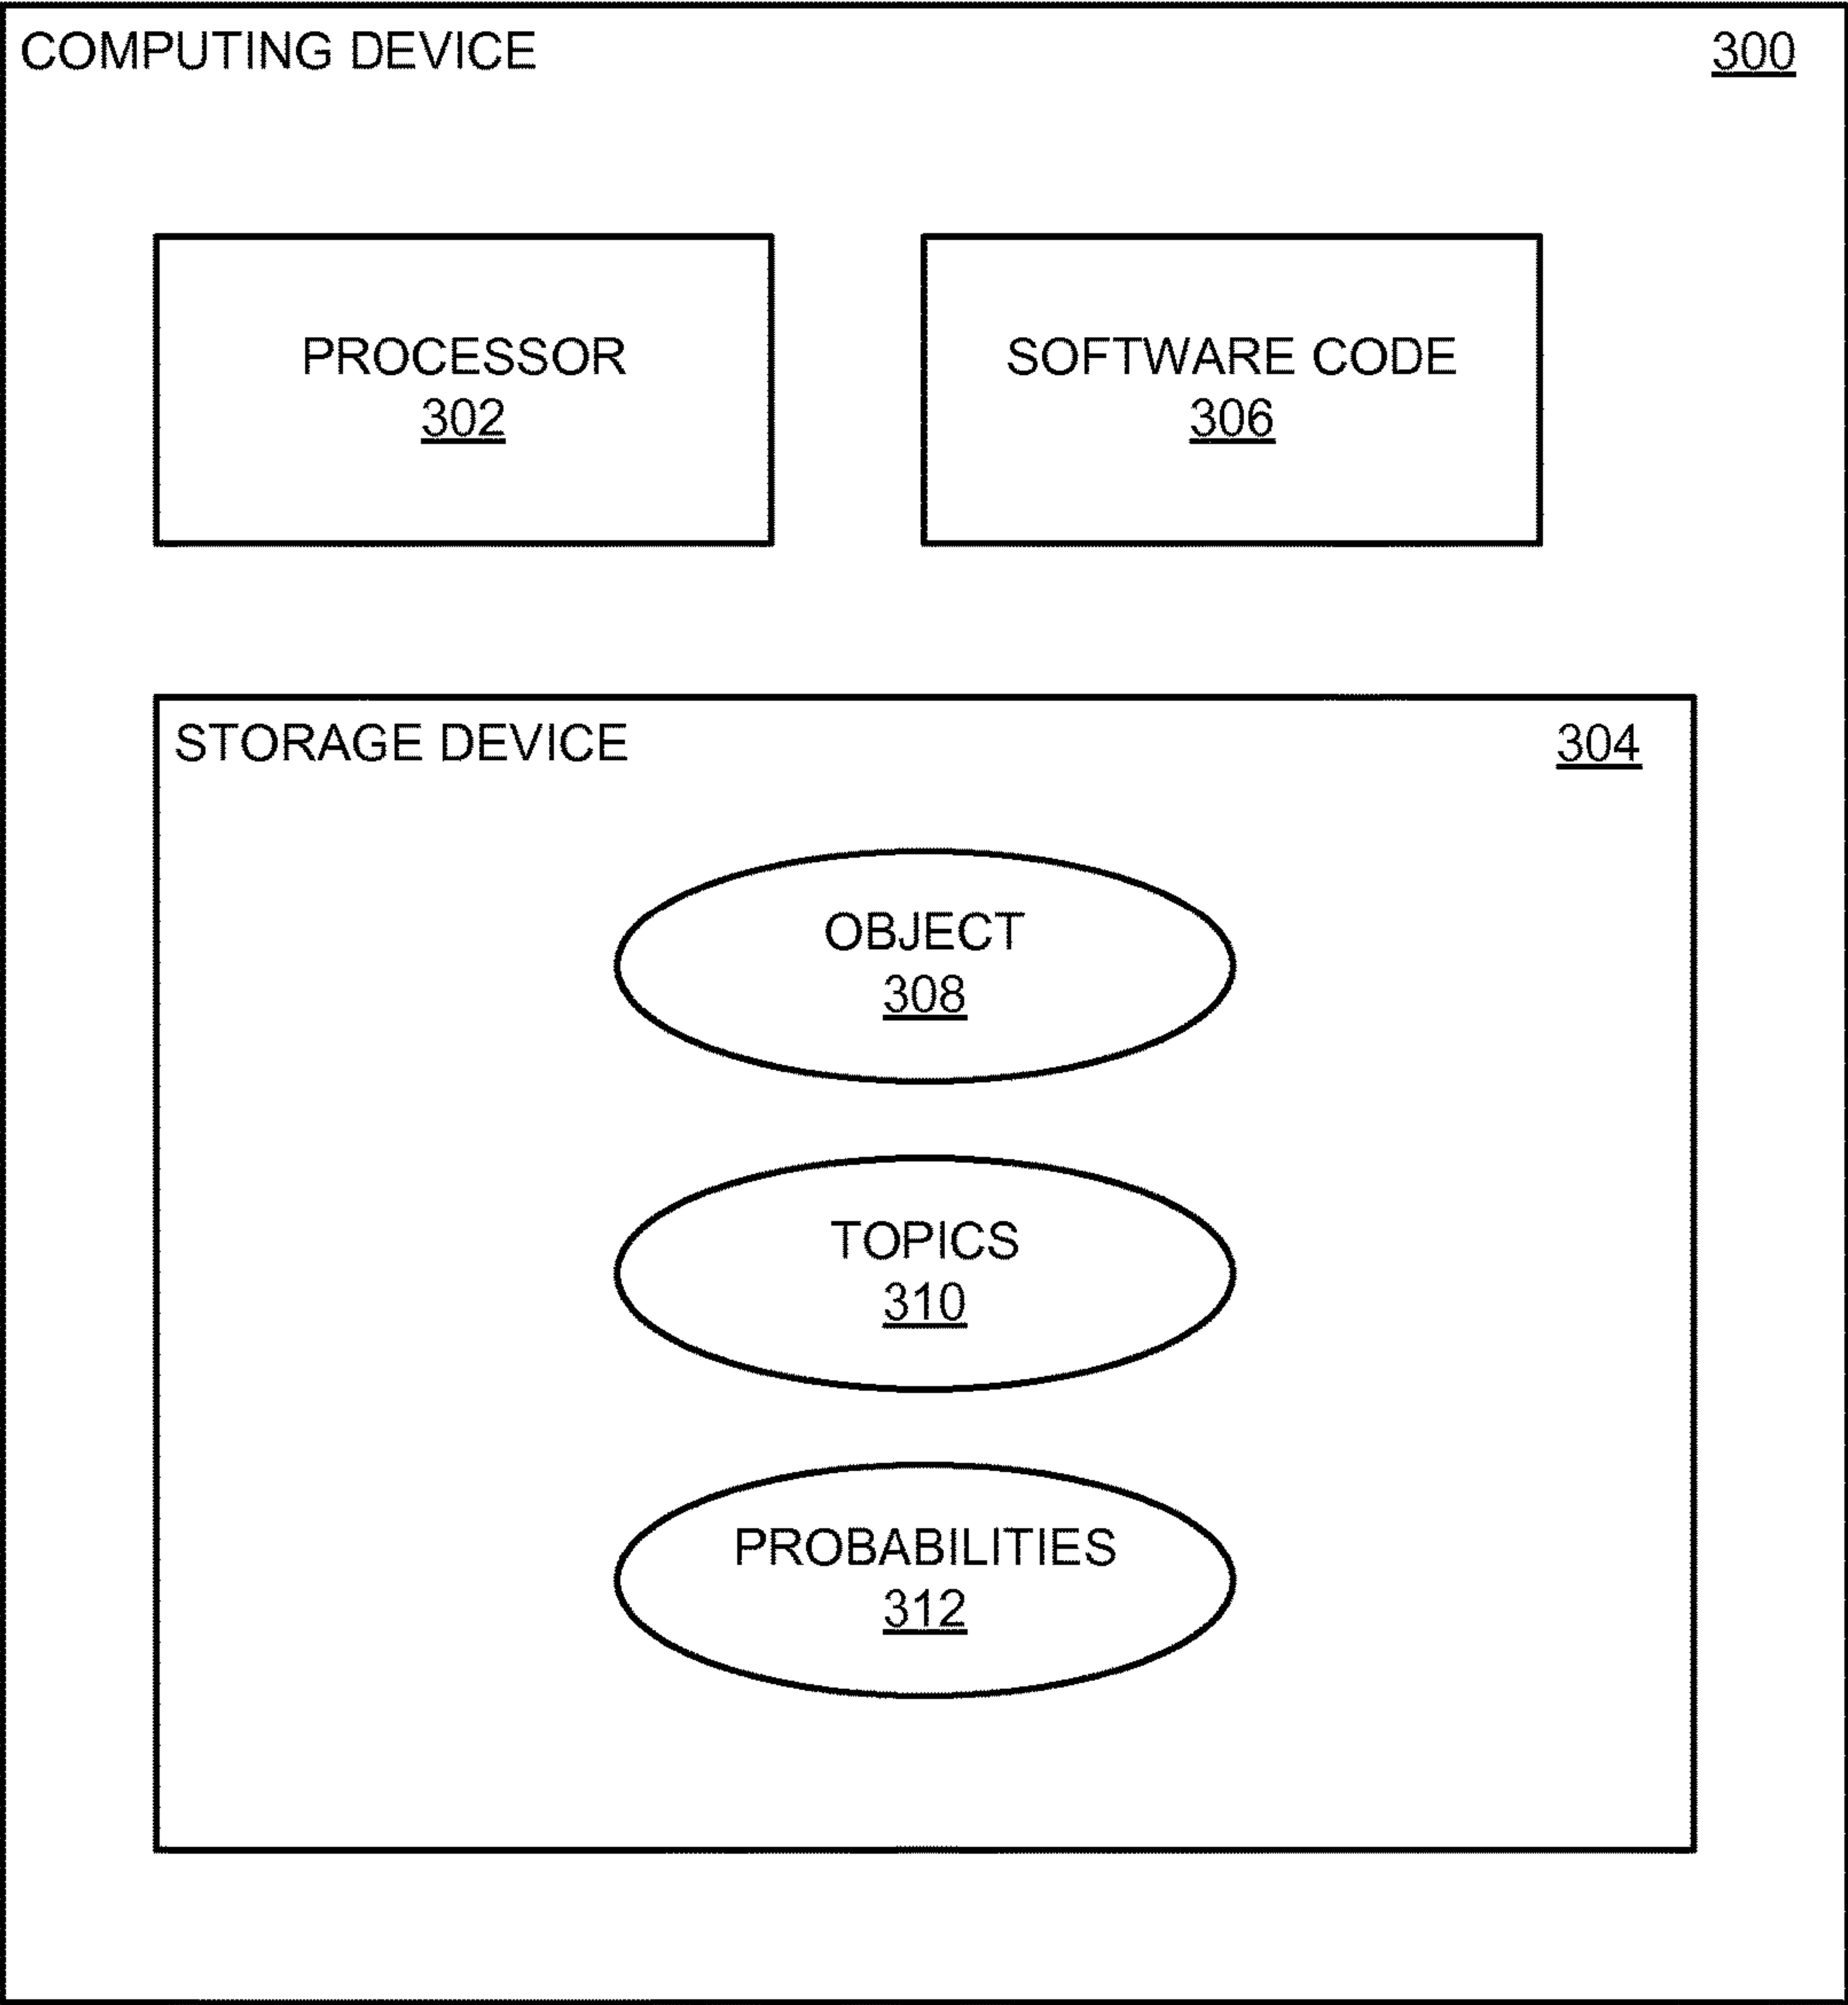 COMPUTING DEVICE 300
PROCESSOR
302
SOFTWARE CODE
306
STORAGE DEVICE 304
OBJECT
308
TOPICS
310
PROBABILITIES
312